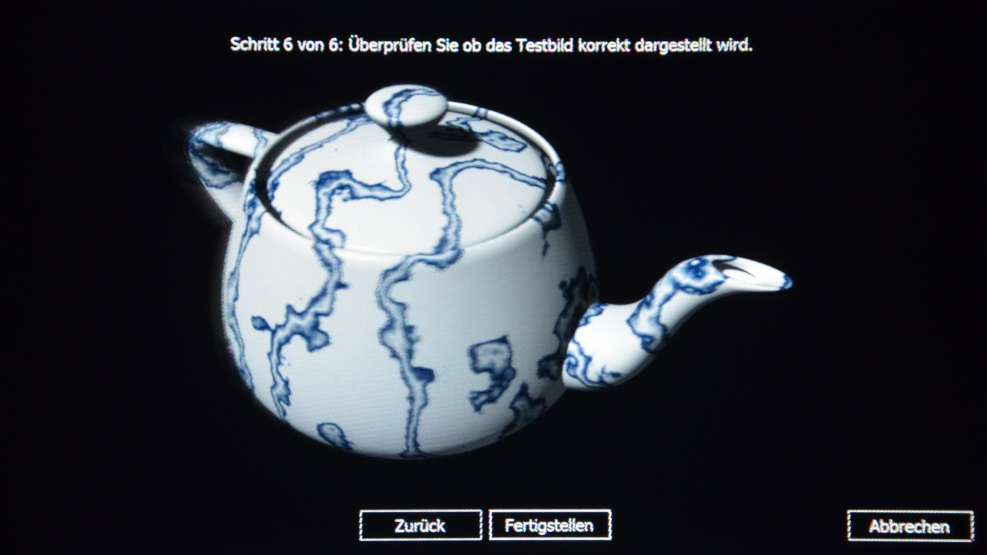 Schritt 6 von 6: Überprüfen Sie ob das Testbild korrekt dargestellt wird.
Zurück
Fertigstellen
Abbrechen